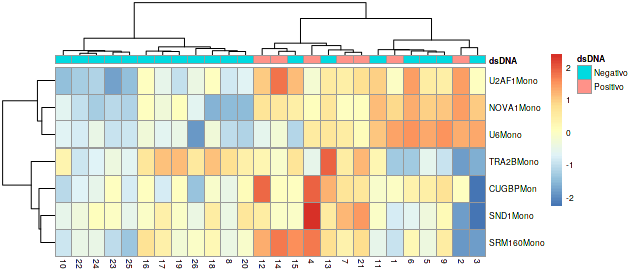 dsDNA
U2AF1Mono
NOVA1Mono
U6Mono
TRA2BMono
CUGBPMon
SND1Mono
SRM160Mono
10 22 24 23 25 16 17 19 26 18 8 20 12 14 15 4 13 7 21 11 1 6 5 9 2 3
2
1
0
-1
-2
dsDNA
Negativo
Positivo